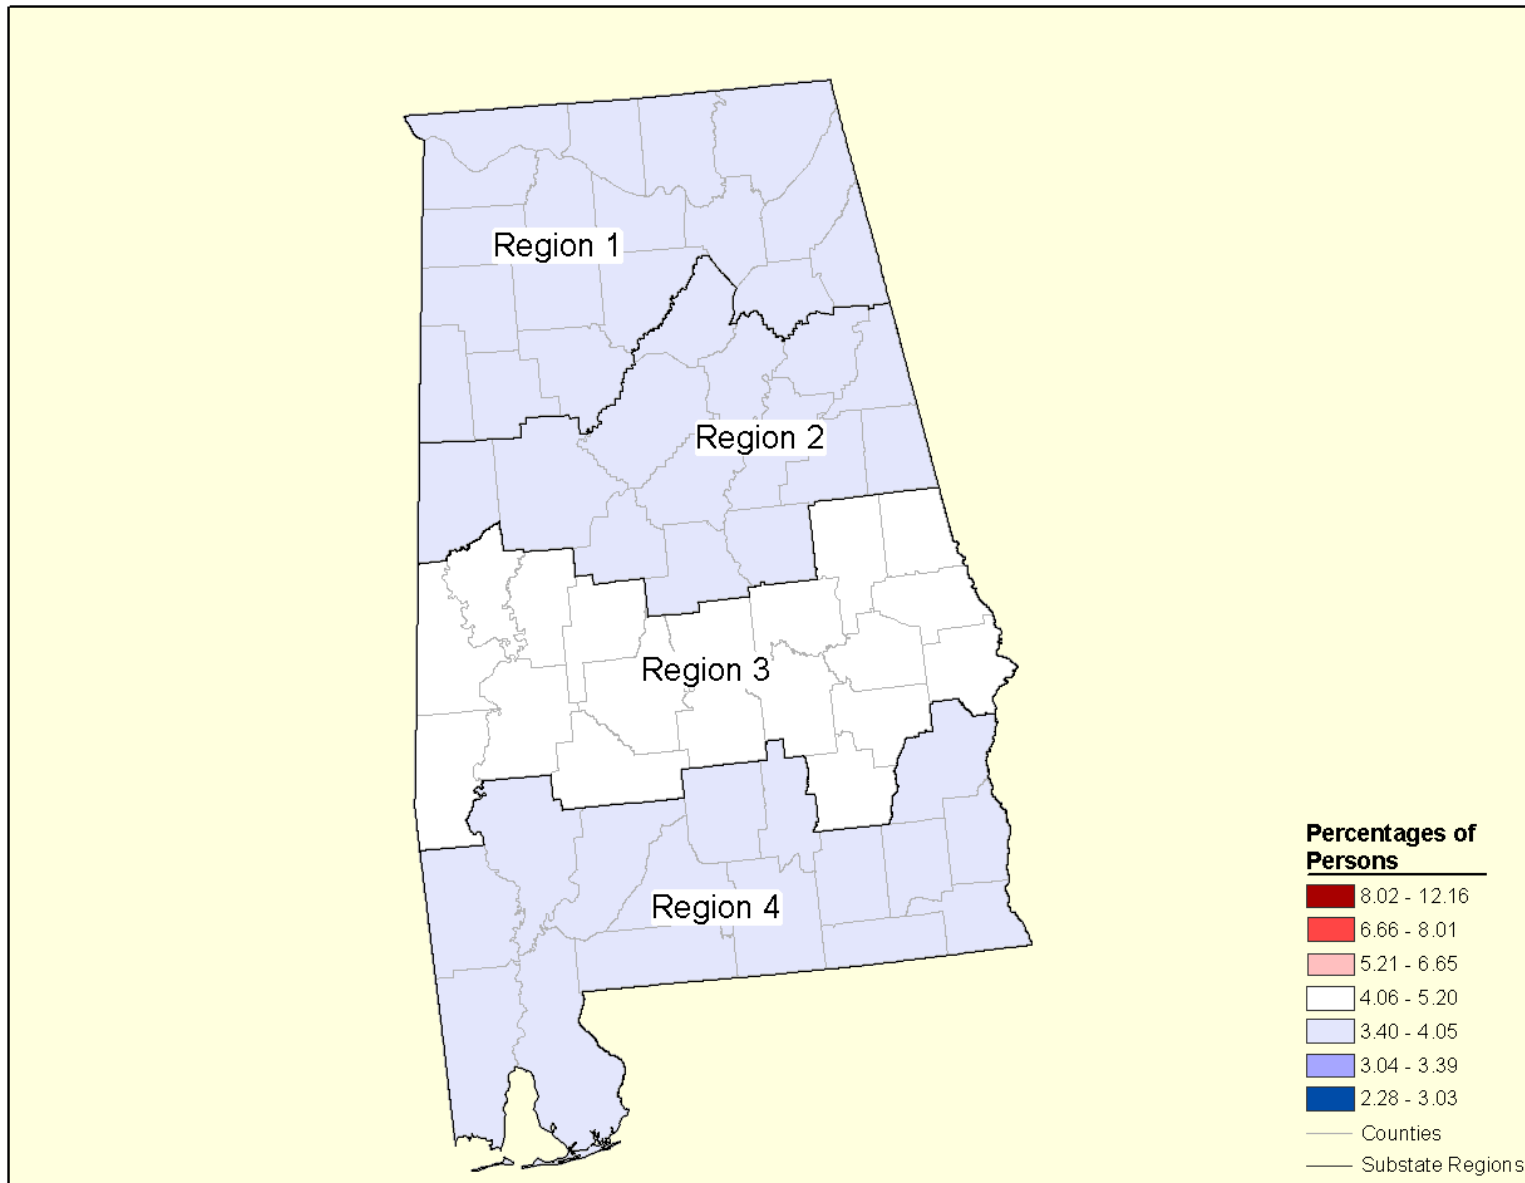 Region 1
Region 2
Region 3
Region 4
Percentages of
Persons
8.02 - 12.16
6.66 - 8.01
5.21 - 6.65
4.06 - 5.20
3.40 - 4.05
3.04 - 3.39
2.28 - 3.03
Counties
Substate Regions